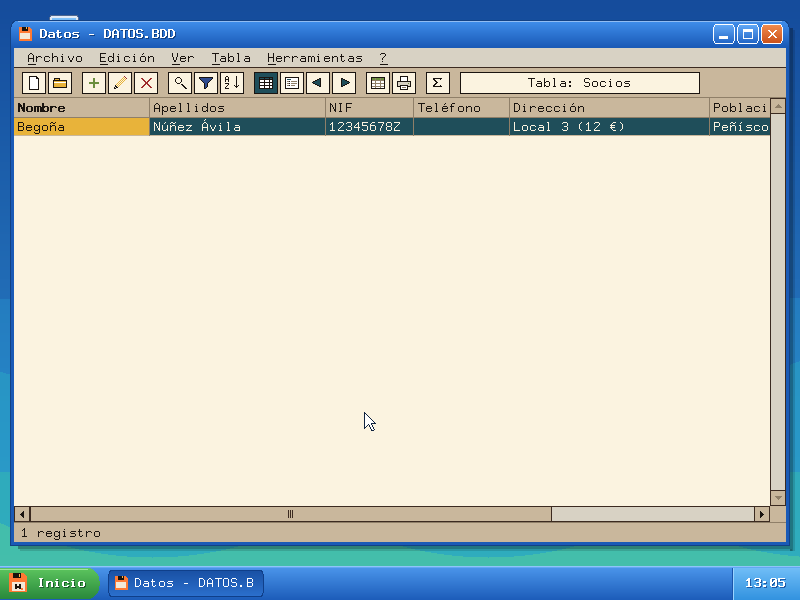 Datos - DATOS.BDD
Archivo Edición Ver Tabla Herramientas ?
A Z Σ Tabla: Socios
Nombre Apellidos NIF Teléfono Dirección Poblaci
Begoña Núñez Ávila 12345678Z Local 3 (12 €) Peñísco
1 registro
Inicio Datos - DATOS.B 13:05